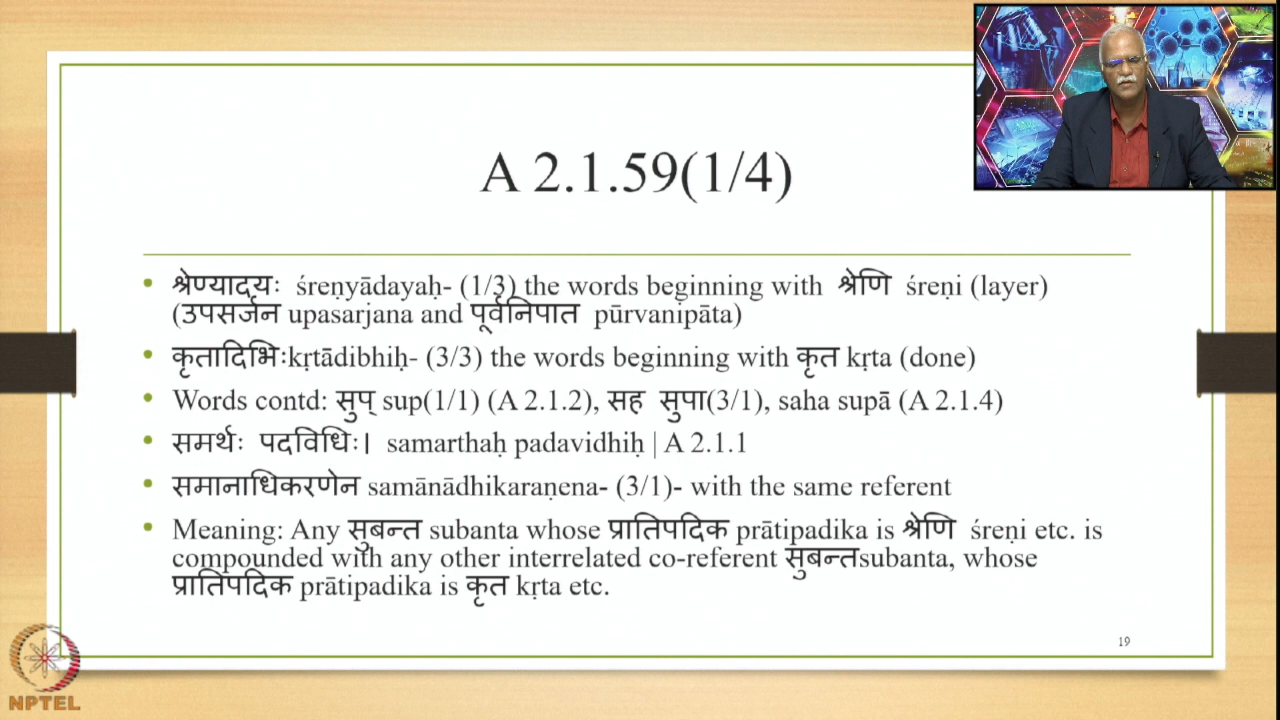 A 2.1.59(1/4)
• श्रेण्यादयः śreṇyādayaḥ- (1/3) the words beginning with श्रेणि śreṇi (layer)
(उपसर्जन upasarjana and पूर्वनिपात pūrvanipāta)
• कृतादिभिःkṛtādibhiḥ- (3/3) the words beginning with कृत kṛta (done)
• Words contd: सुप् sup(1/1) (A 2.1.2), सह सुपा(3/1), saha supā (A 2.1.4)
• समर्थः पदविधिः। samarthaḥ padavidhiḥ | A 2.1.1
• समानाधिकरणेन samānādhikaraṇena- (3/1)- with the same referent
• Meaning: Any सुबन्त subanta whose प्रातिपदिक prātipadika is श्रेणि śreṇi etc. is
compounded with any other interrelated co-referent सुबन्तsubanta, whose
प्रातिपदिक prātipadika is कृत kṛta etc.
19
NPTEL